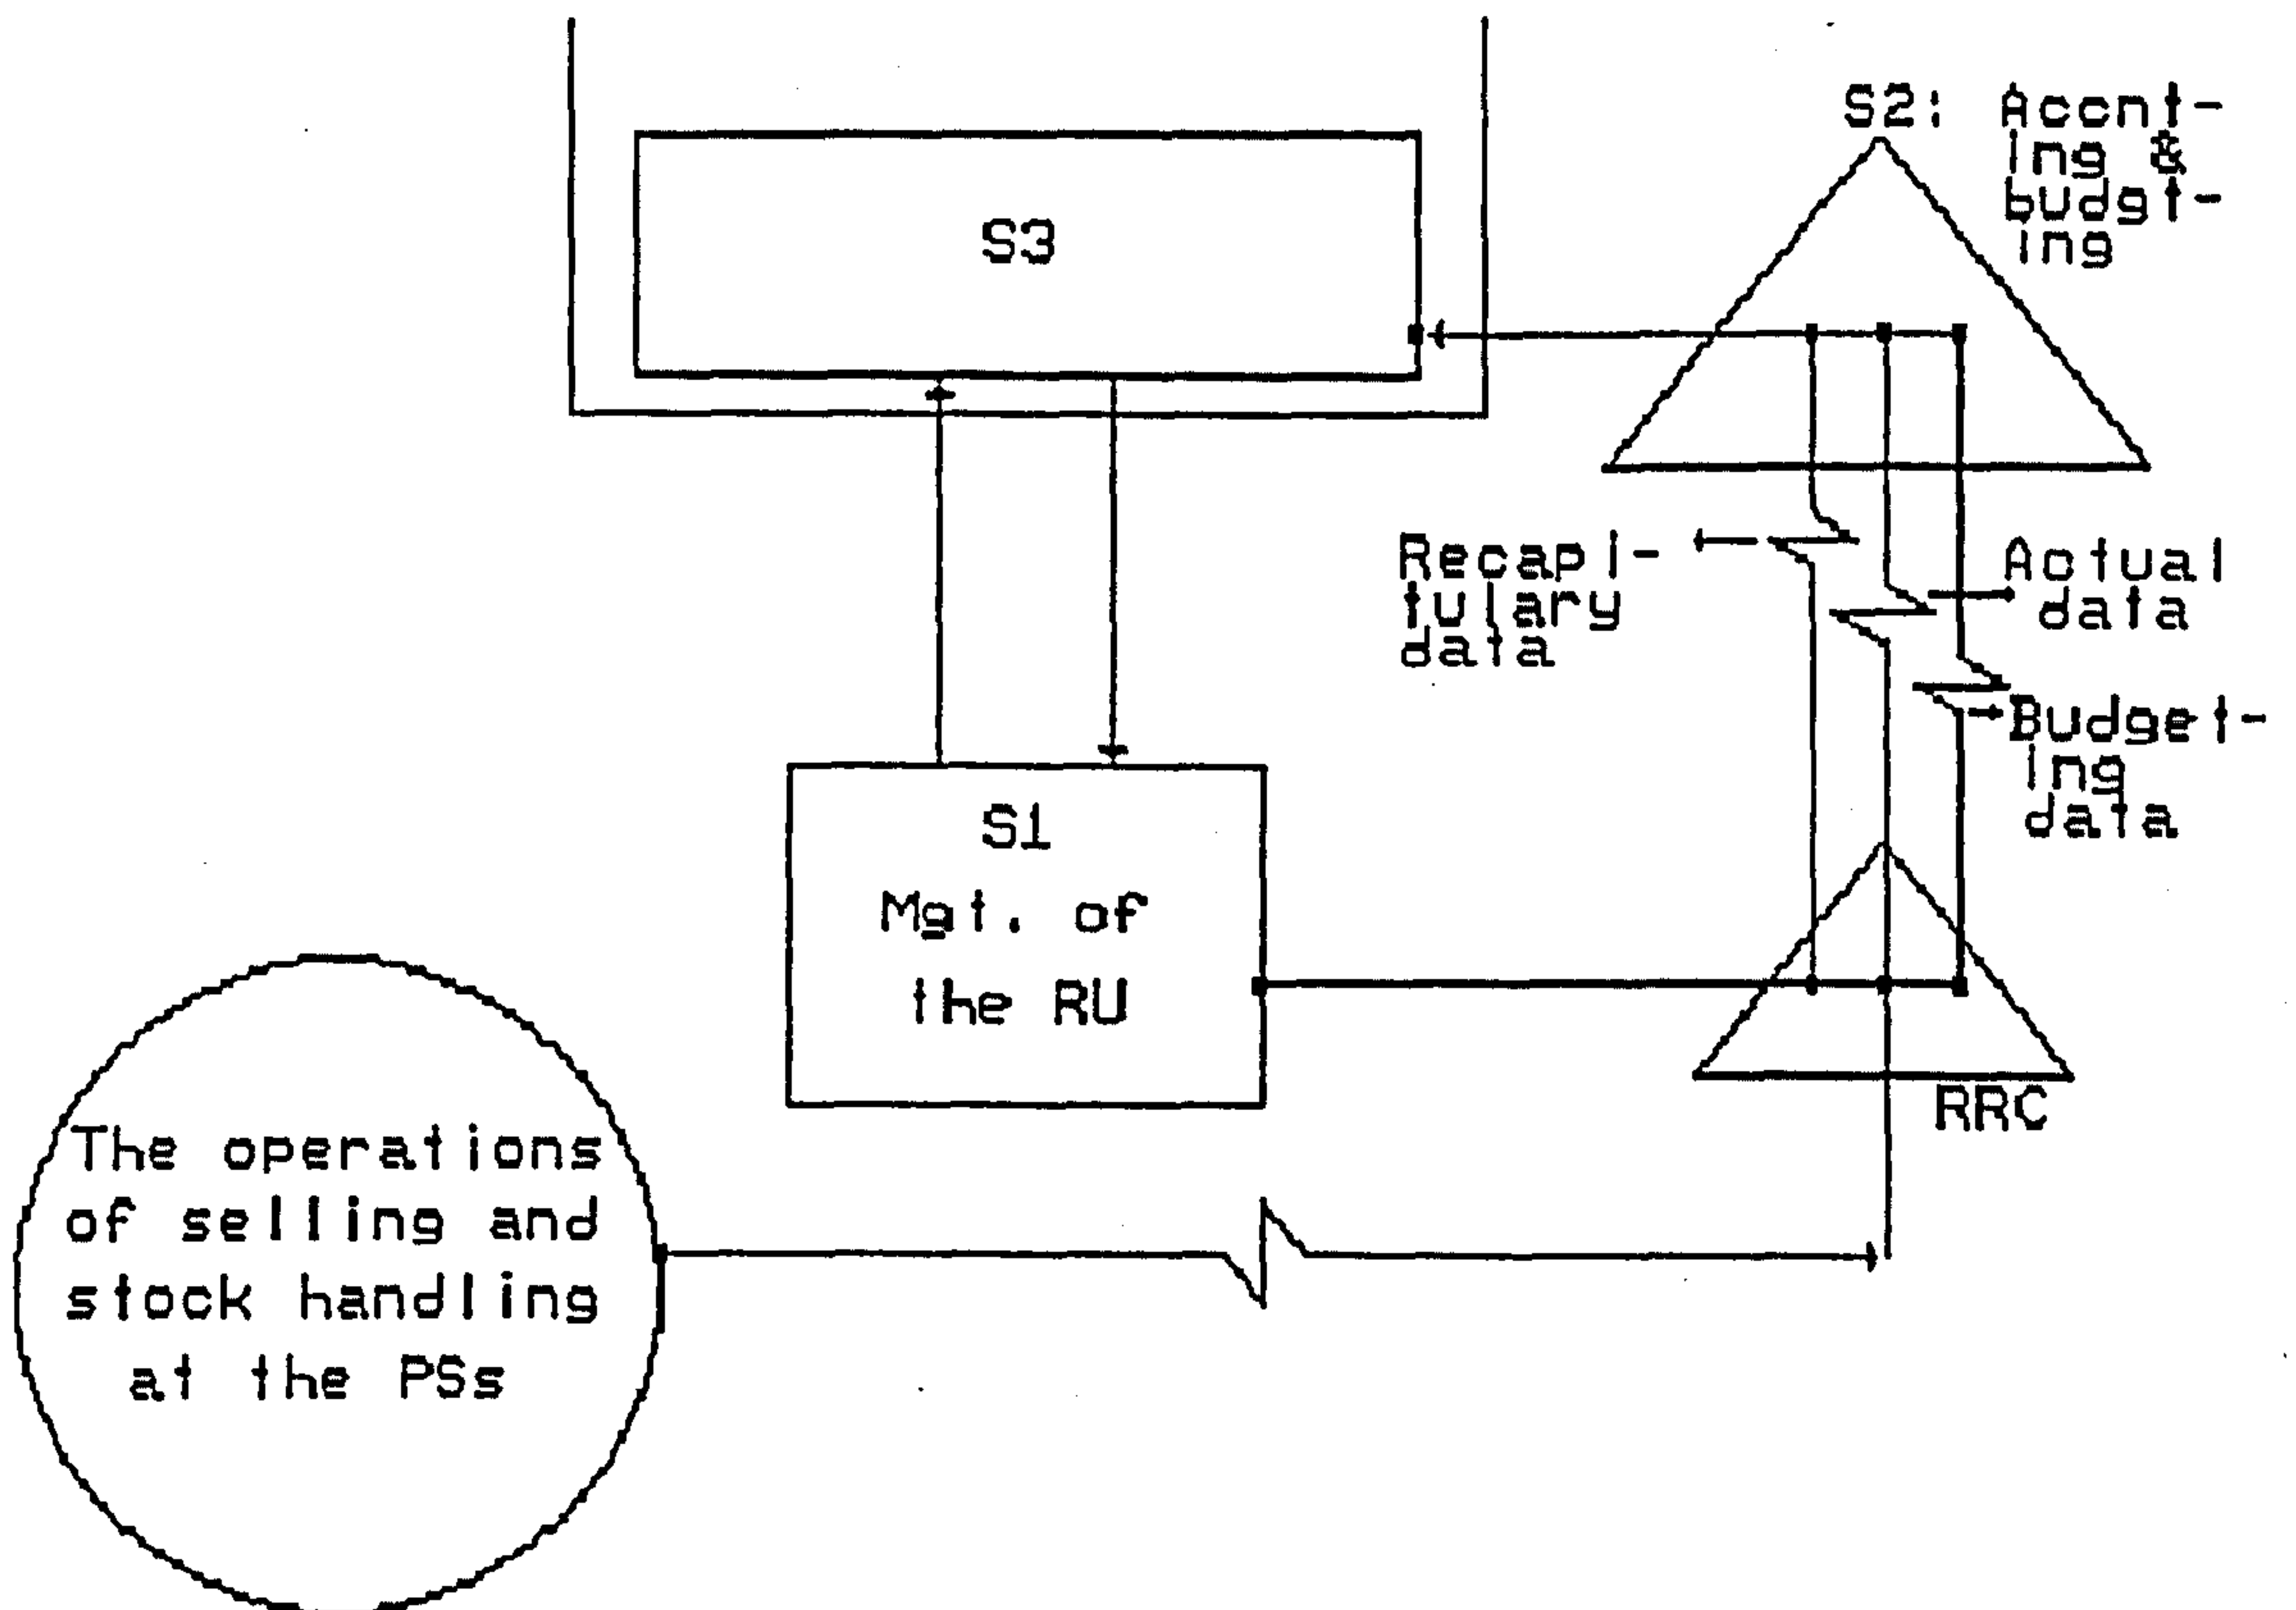 S2: Accnt-
ing &
budgt-
ing
S3
Recapi-
tulary
data
Actual
data
Budget-
ing
data
S1
Mgt. of
the RU
RRC
The operations
of selling and
stock handling
at the PSs